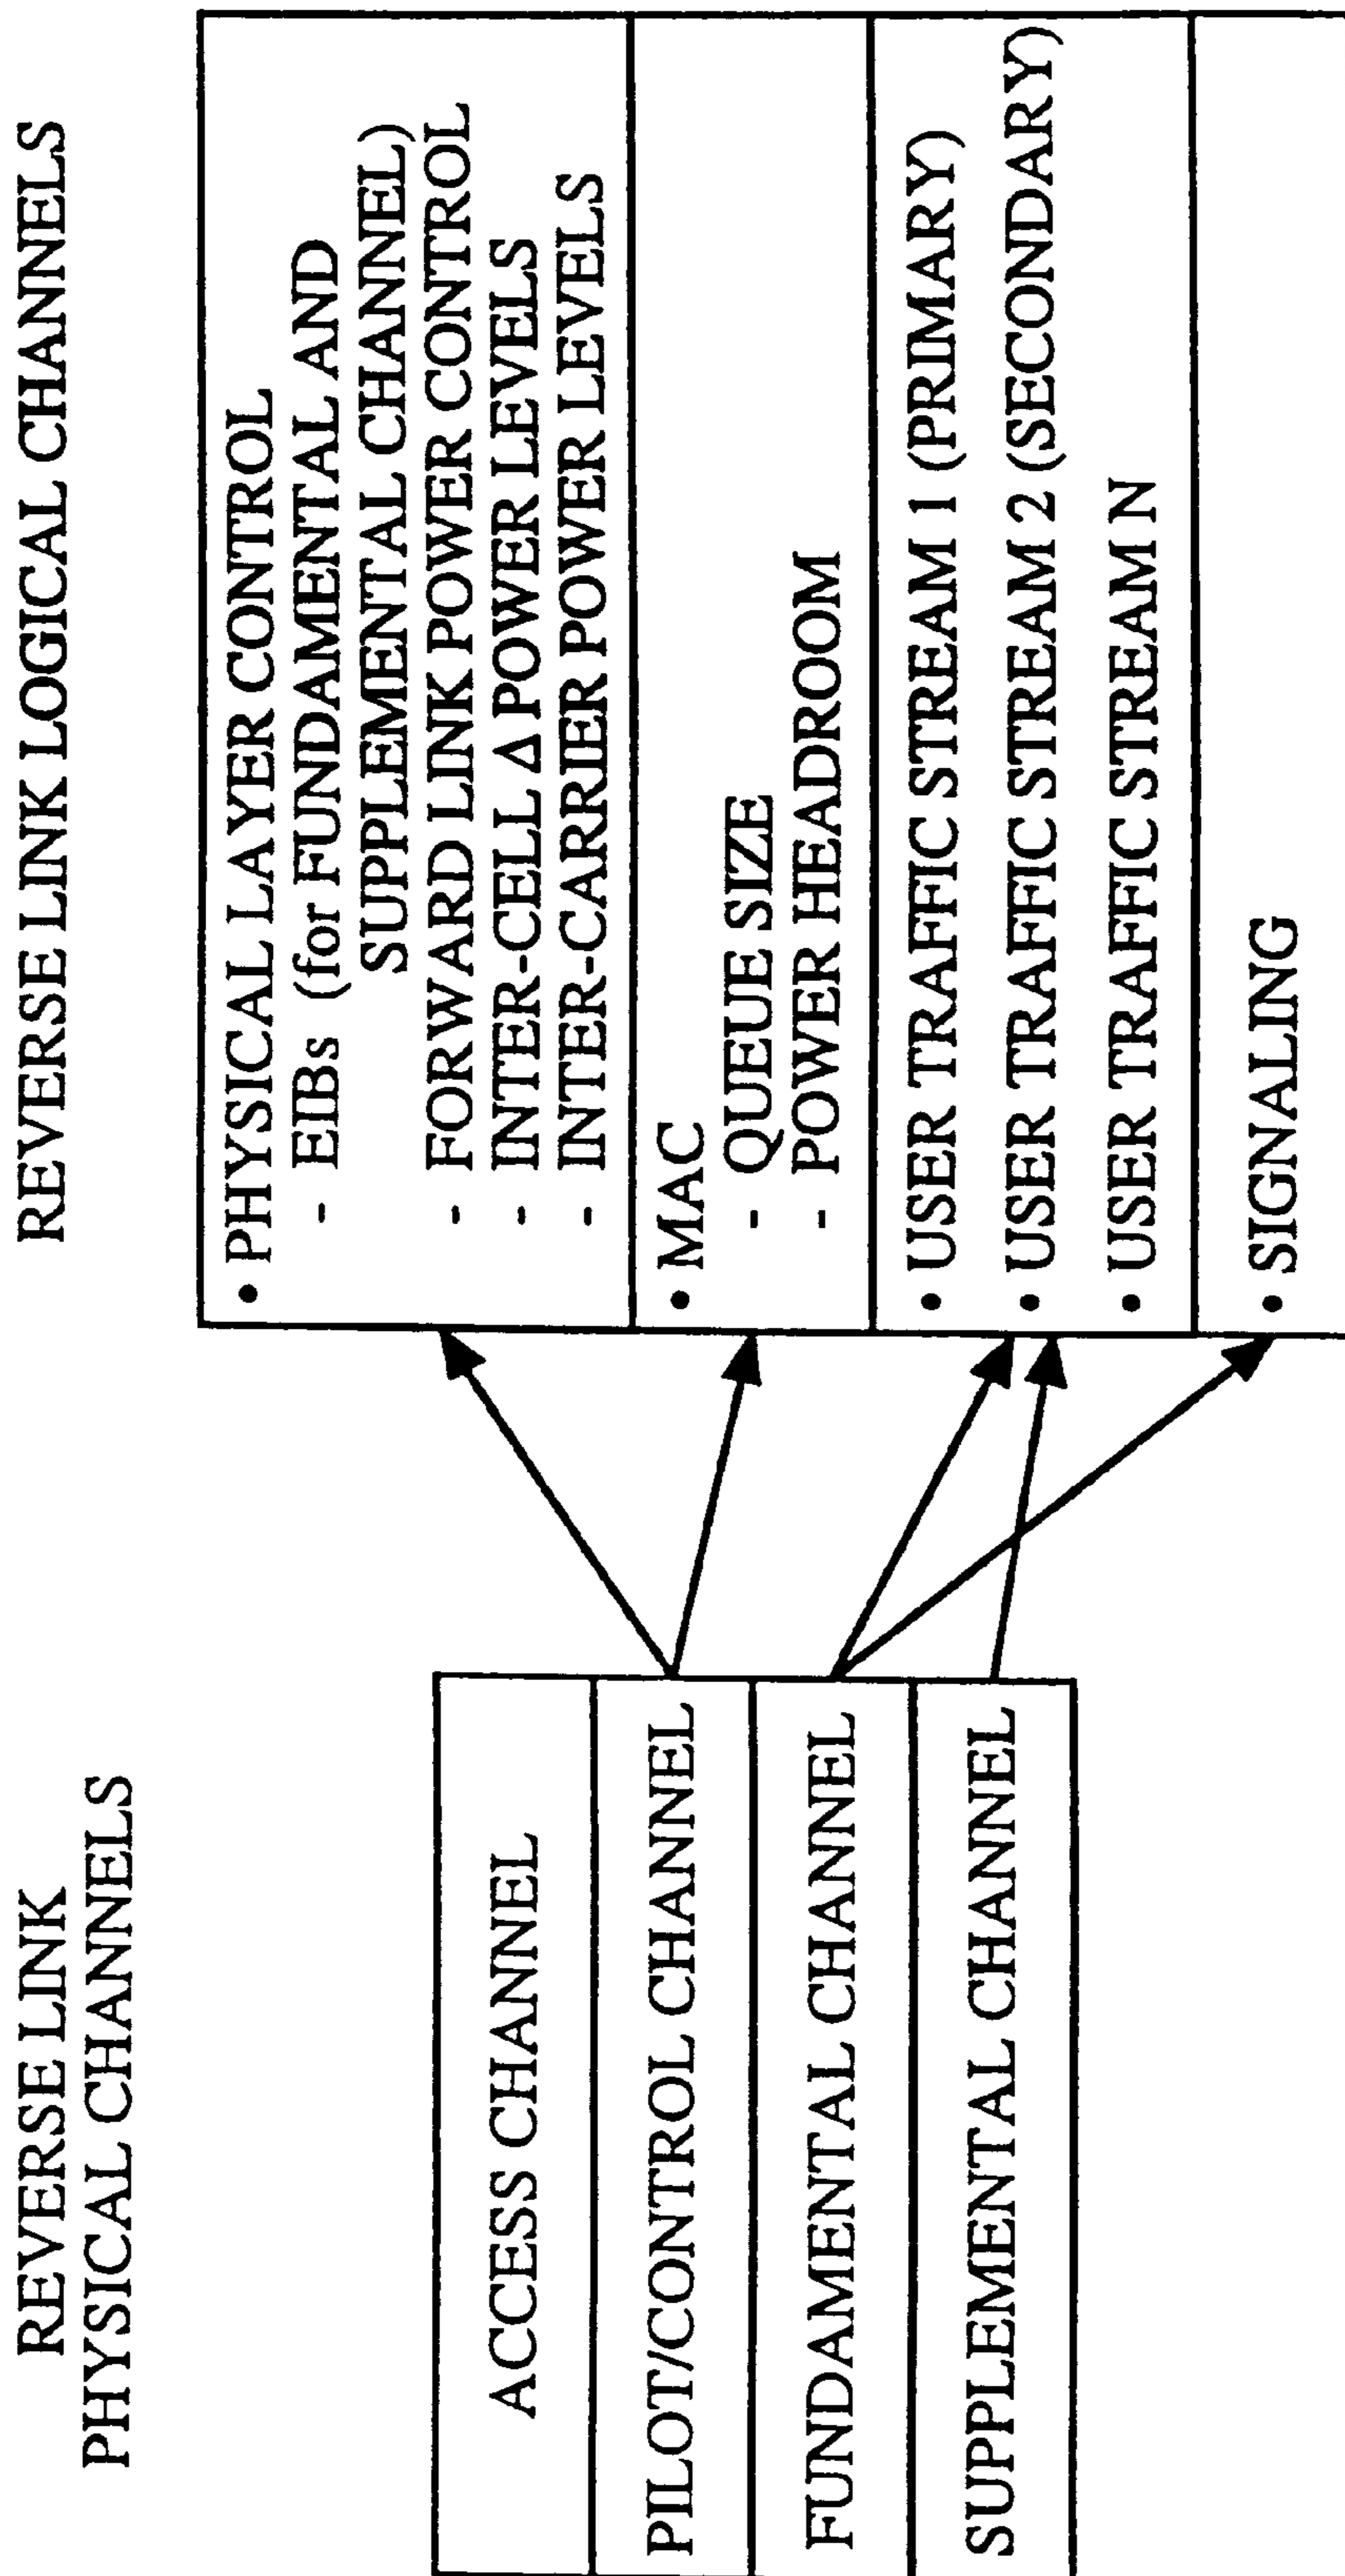 REVERSE LINK
PHYSICAL CHANNELS
ACCESS CHANNEL
PILOT/CONTROL CHANNEL
FUNDAMENTAL CHANNEL
SUPPLEMENTAL CHANNEL
REVERSE LINK LOGICAL CHANNELS
• PHYSICAL LAYER CONTROL
- EIBs (for FUNDAMENTAL AND
SUPPLEMENTAL CHANNEL)
- FORWARD LINK POWER CONTROL
- INTER-CELL Δ POWER LEVELS
- INTER-CARRIER POWER LEVELS
• MAC
- QUEUE SIZE
- POWER HEADROOM
• USER TRAFFIC STREAM 1 (PRIMARY)
• USER TRAFFIC STREAM 2 (SECONDARY)
• USER TRAFFIC STREAM N
• SIGNALING